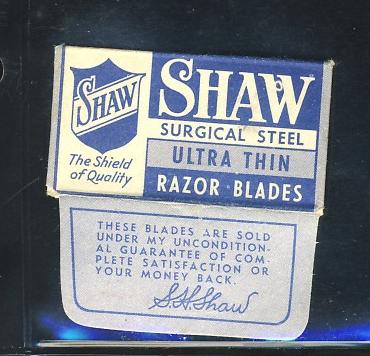 SHAW
The Shield
of Quality
SHAW
SURGICAL STEEL
ULTRA THIN
RAZOR BLADES
THESE BLADES ARE SOLD
UNDER MY UNCONDITION-
AL GUARANTEE OF COM-
PLETE SATISFACTION OR
YOUR MONEY BACK.
S.H.Shaw